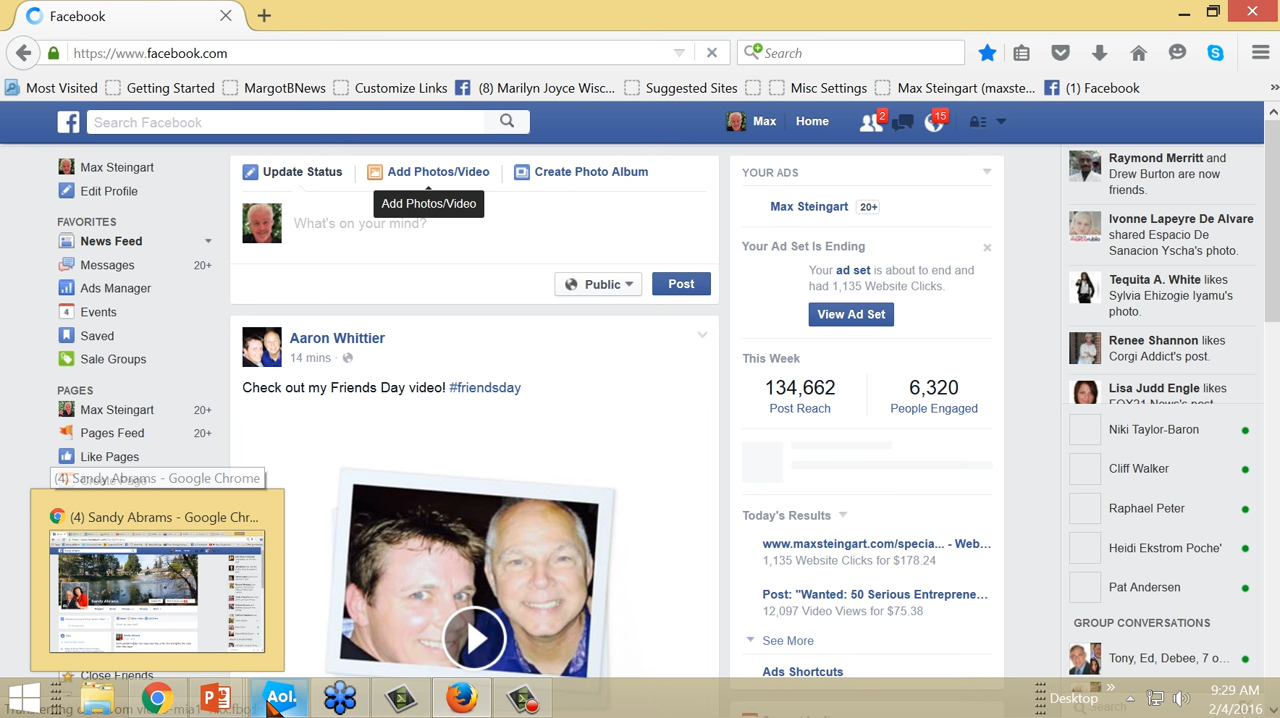 Facebook
https://www.facebook.com
Search
Most Visited Getting Started MargotBNews Customize Links (8) Marilyn Joyce Wisc... Suggested Sites Misc Settings Max Steingart (maxste... (1) Facebook »
Search Facebook
Max Home 2 15
Max Steingart
Edit Profile
FAVORITES
News Feed
Messages 20+
Ads Manager
Events
Saved
Sale Groups
PAGES
Max Steingart 20+
Pages Feed 20+
Like Pages
(4) Sandy Abrams - Google Chrome
(4) Sandy Abrams - Google Chr...
Close Friends
Update Status Add Photos/Video Create Photo Album
Add Photos/Video
What's on your mind?
Public Post
Aaron Whittier
14 mins ·
Check out my Friends Day video! #friendsday
YOUR ADS
Max Steingart 20+
Your Ad Set Is Ending
Your ad set is about to end and
had 1,135 Website Clicks.
View Ad Set
This Week
134,662 6,320
Post Reach People Engaged
Today's Results
www.maxsteingart.com/specia... - Web...
1,135 Website Clicks for $178.24
Post: "Wanted: 50 Serious Entreprene...
12,097 Video Views for $75.38
See More
Ads Shortcuts
Raymond Merritt and
Drew Burton are now
friends.
Ivonne Lapeyre De Alvare
shared Espacio De
Sanacion Yscha's photo.
Tequita A. White likes
Sylvia Ehizogie Iyamu's
photo.
Renee Shannon likes
Corgi Addict's post.
Lisa Judd Engle likes
FOX21 News's post.
Niki Taylor-Baron
Cliff Walker
Raphael Peter
Heidi Ekstrom Poche'
Pat Andersen
GROUP CONVERSATIONS
Tony, Ed, Debee, 7 o...
Search
Aol.
Desktop »
9:29 AM
2/4/2016